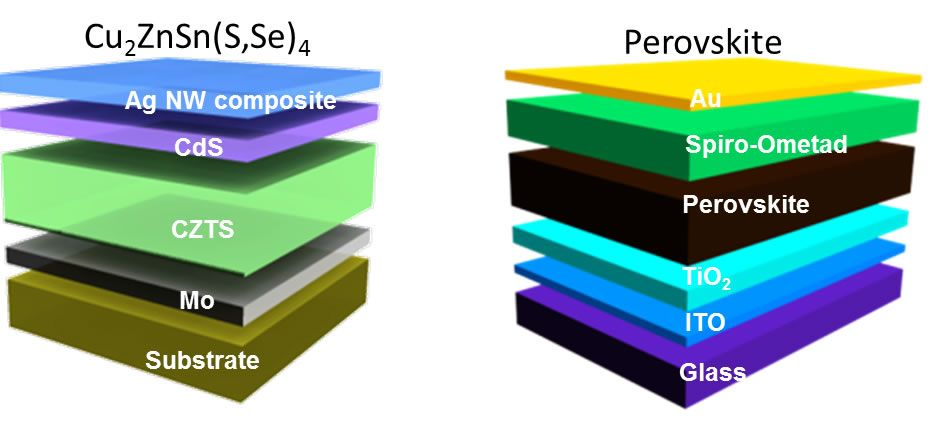 Cu₂ZnSn(S,Se)₄
Ag NW composite
CdS
CZTS
Mo
Substrate
Perovskite
Au
Spiro-Ometad
Perovskite
TiO₂
ITO
Glass